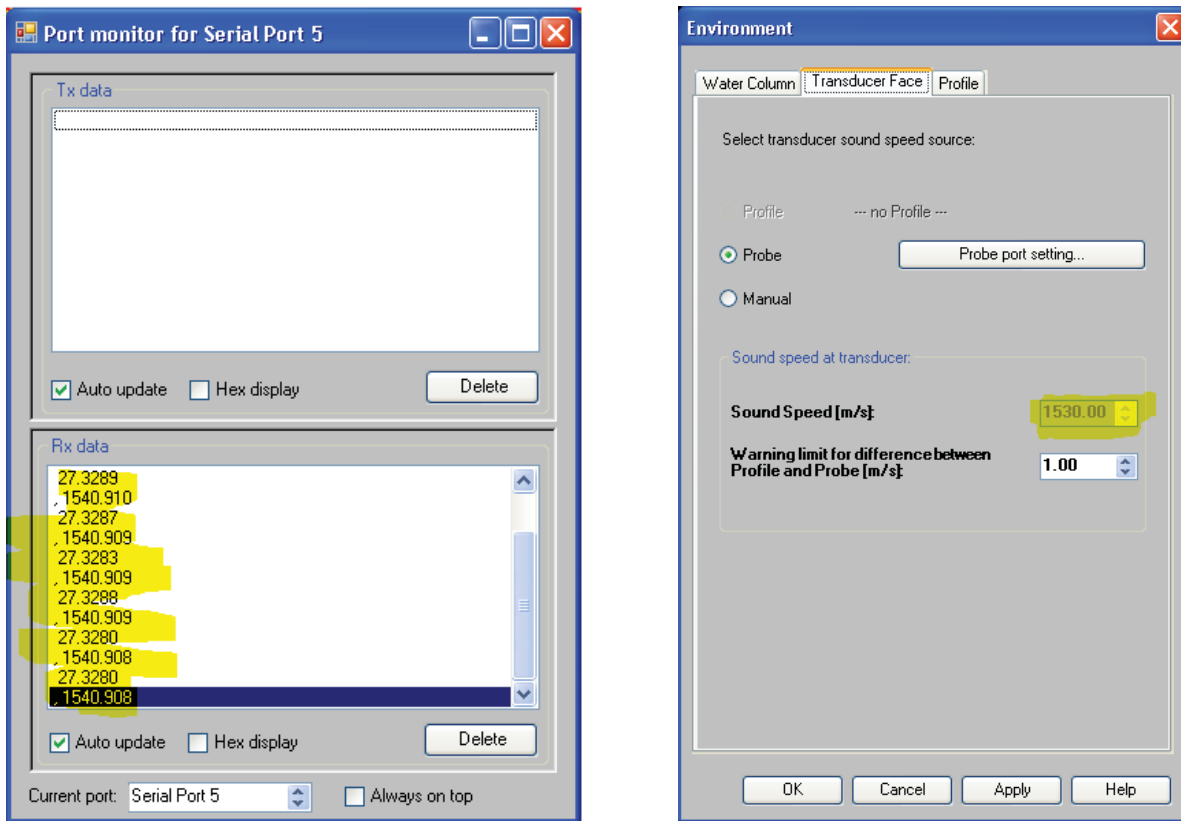 Port monitor for Serial Port 5
Tx data
Auto update
Hex display
Delete
Rx data
27.3289
, 1540.910
27.3287
, 1540.909
27.3283
, 1540.909
27.3288
, 1540.909
27.3280
, 1540.908
27.3280
, 1540.908
Auto update
Hex display
Delete
Current port: Serial Port 5
Always on top
Environment
Water Column Transducer Face Profile
Select transducer sound speed source:
Profile --- no Profile ---
Probe
Probe port setting...
Manual
Sound speed at transducer:
Sound Speed [m/s]: 1530.00
Warning limit for difference between
Profile and Probe [m/s]: 1.00
OK Cancel Apply Help